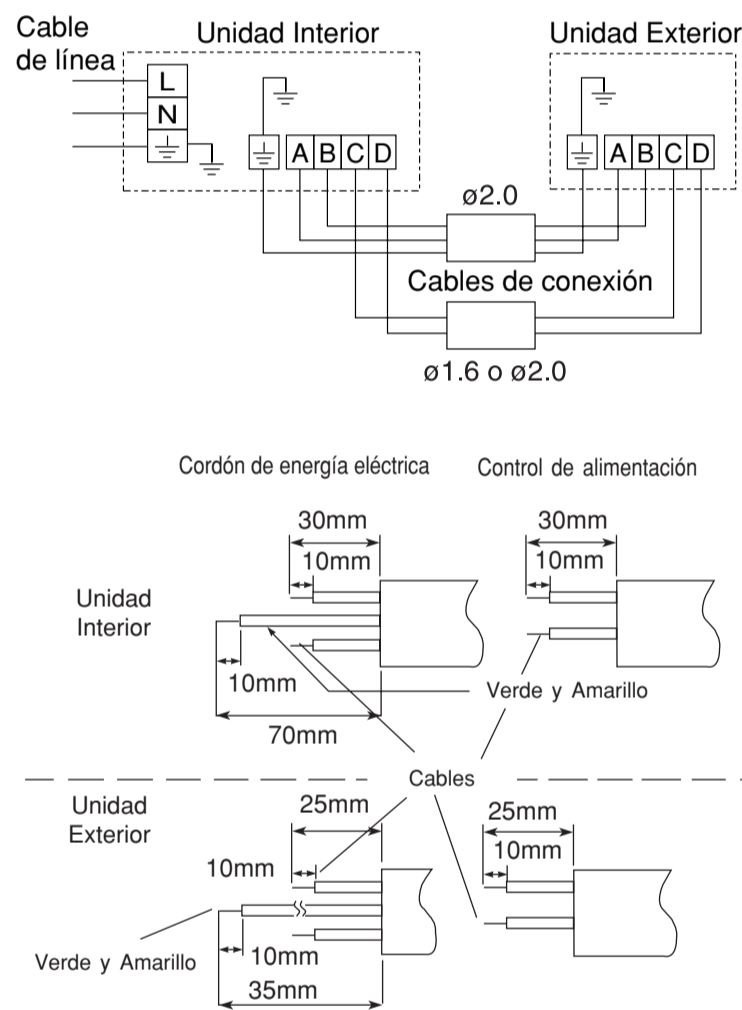 Cable
de línea
Unidad Interior
Unidad Exterior
L
N
A B C D
A B C D
ø2.0
Cables de conexión
ø1.6 o ø2.0
Cordón de energía eléctrica
Control de alimentación
30mm
10mm
30mm
10mm
Unidad
Interior
10mm
70mm
Verde y Amarillo
Cables
Unidad
Exterior
25mm
10mm
25mm
10mm
Verde y Amarillo
10mm
35mm